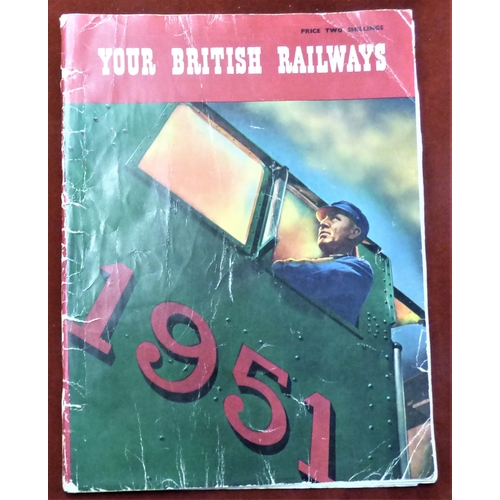 PRICE TWO SHILLINGS
YOUR BRITISH RAILWAYS
1951